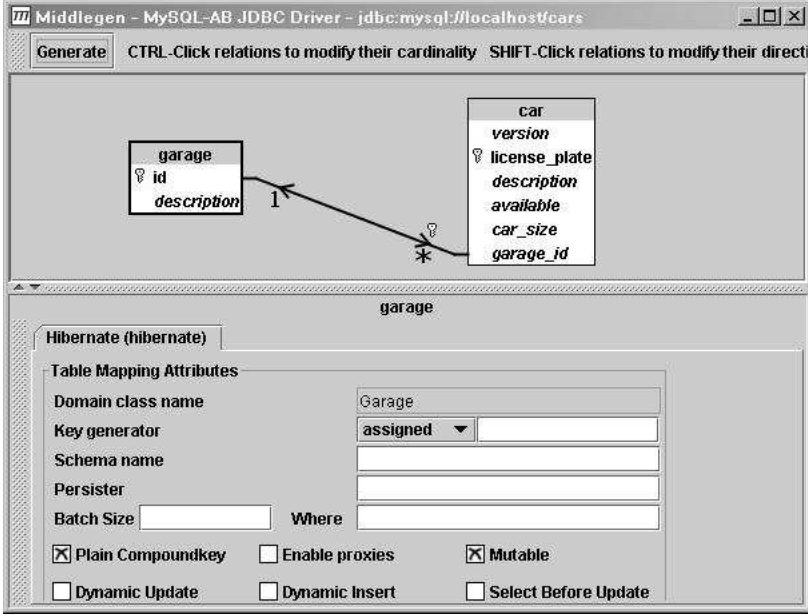 Middlegen - MySQL-AB JDBC Driver - jdbc:mysql://localhost/cars
Generate CTRL-Click relations to modify their cardinality SHIFT-Click relations to modify their directi
garage
id
description
1
*
car
version
license_plate
description
available
car_size
garage_id
garage
Hibernate (hibernate)
Table Mapping Attributes
Domain class name Garage
Key generator assigned
Schema name
Persister
Batch Size Where
Plain Compoundkey Enable proxies Mutable
Dynamic Update Dynamic Insert Select Before Update